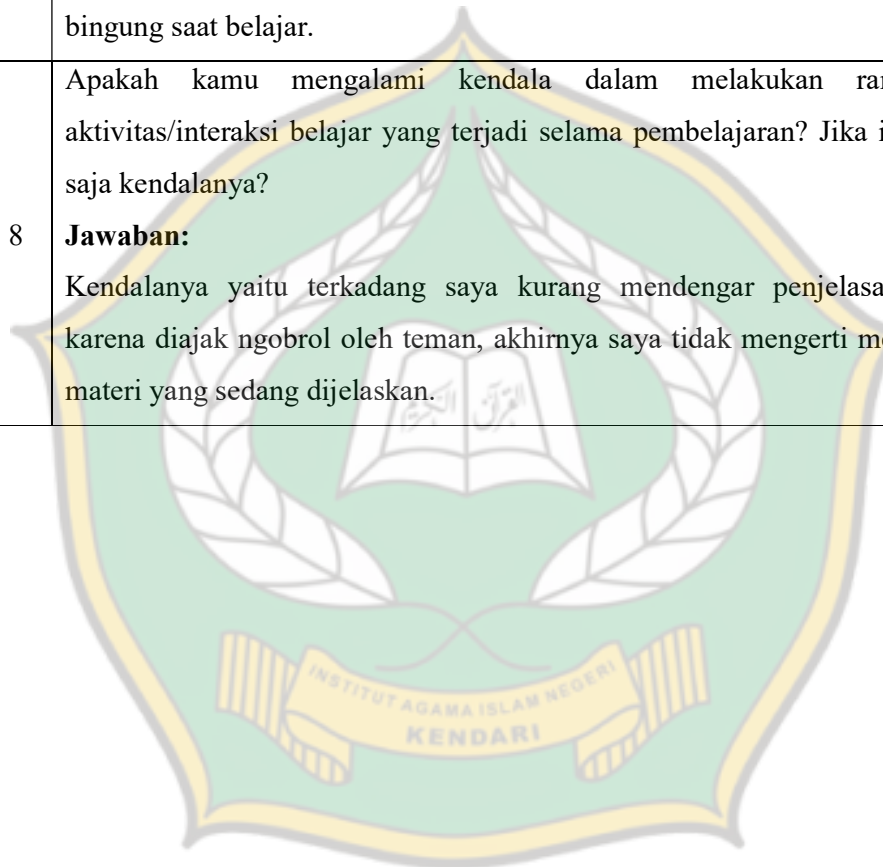 bingung saat belajar.
Apakah kamu mengalami kendala dalam melakukan
aktivitas/interaksi belajar yang terjadi selama pembelajaran? Jika
saja kendalanya?
8 Jawaban:
Kendalanya yaitu terkadang saya kurang mendengar
karena diajak ngobrol oleh teman, akhirnya saya tidak mengerti
materi yang sedang dijelaskan.
القرآن الكريم
INSTITUT AGAMA ISLAM NEGERI
KENDARI